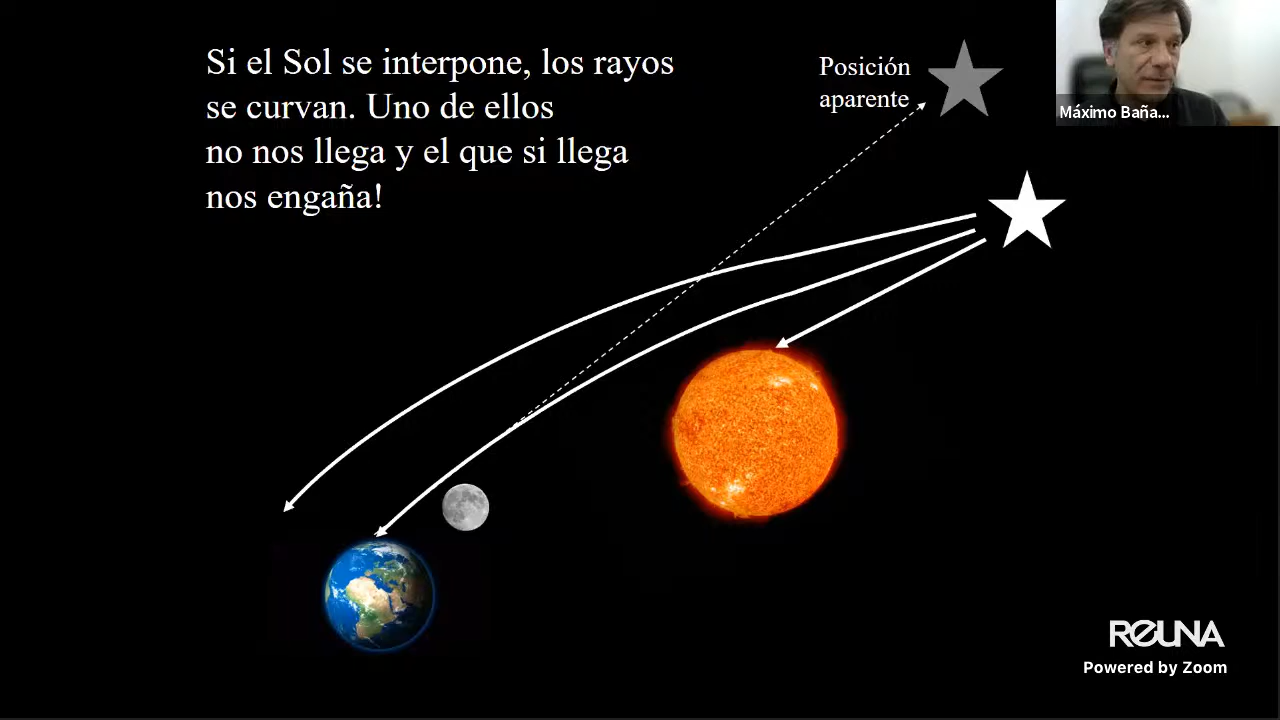 Si el Sol se interpone, los rayos
se curvan. Uno de ellos
no nos llega y el que si llega
nos engaña!
Posición
aparente
Máximo Baña...
REUNA
Powered by Zoom